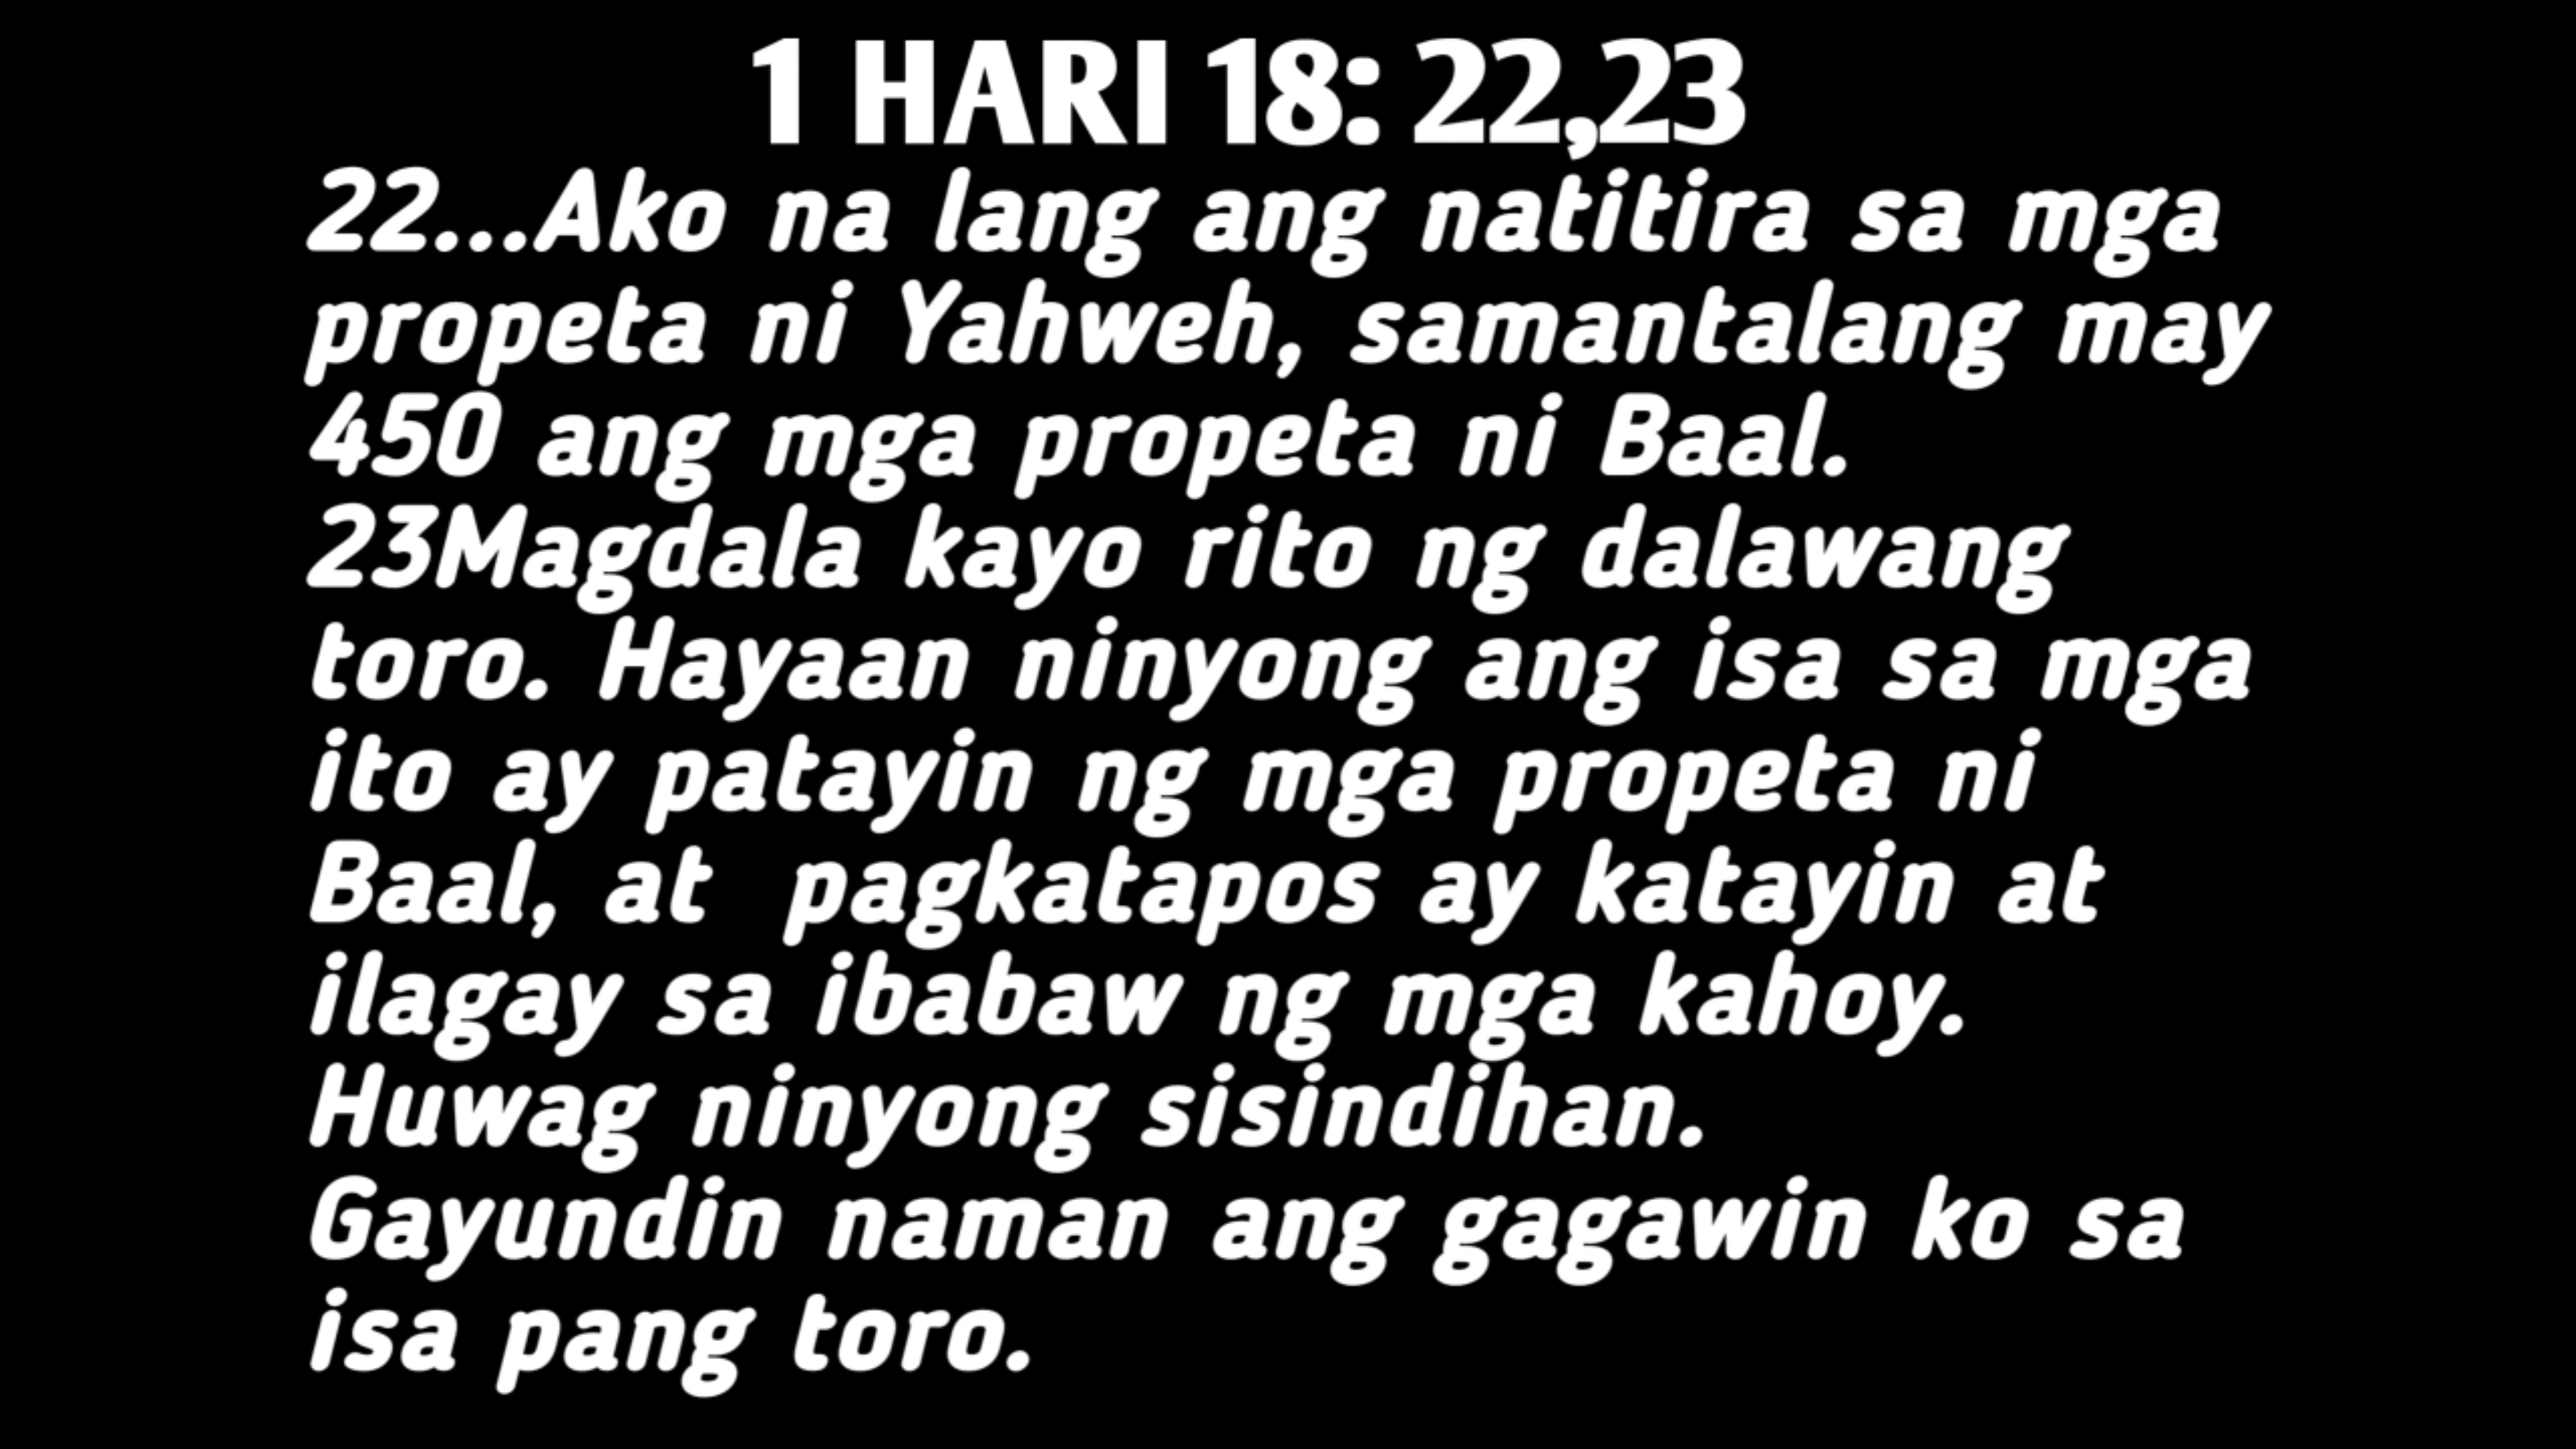 1 HARI 18: 22,23
22...Ako na lang ang natitira sa mga
propeta ni Yahweh, samantalang may
450 ang mga propeta ni Baal.
23Magdala kayo rito ng dalawang
toro. Hayaan ninyong ang isa sa mga
ito ay patayin ng mga propeta ni
Baal, at  pagkatapos ay katayin at
ilagay sa ibabaw ng mga kahoy.
Huwag ninyong sisindihan.
Gayundin naman ang gagawin ko sa
isa pang toro.